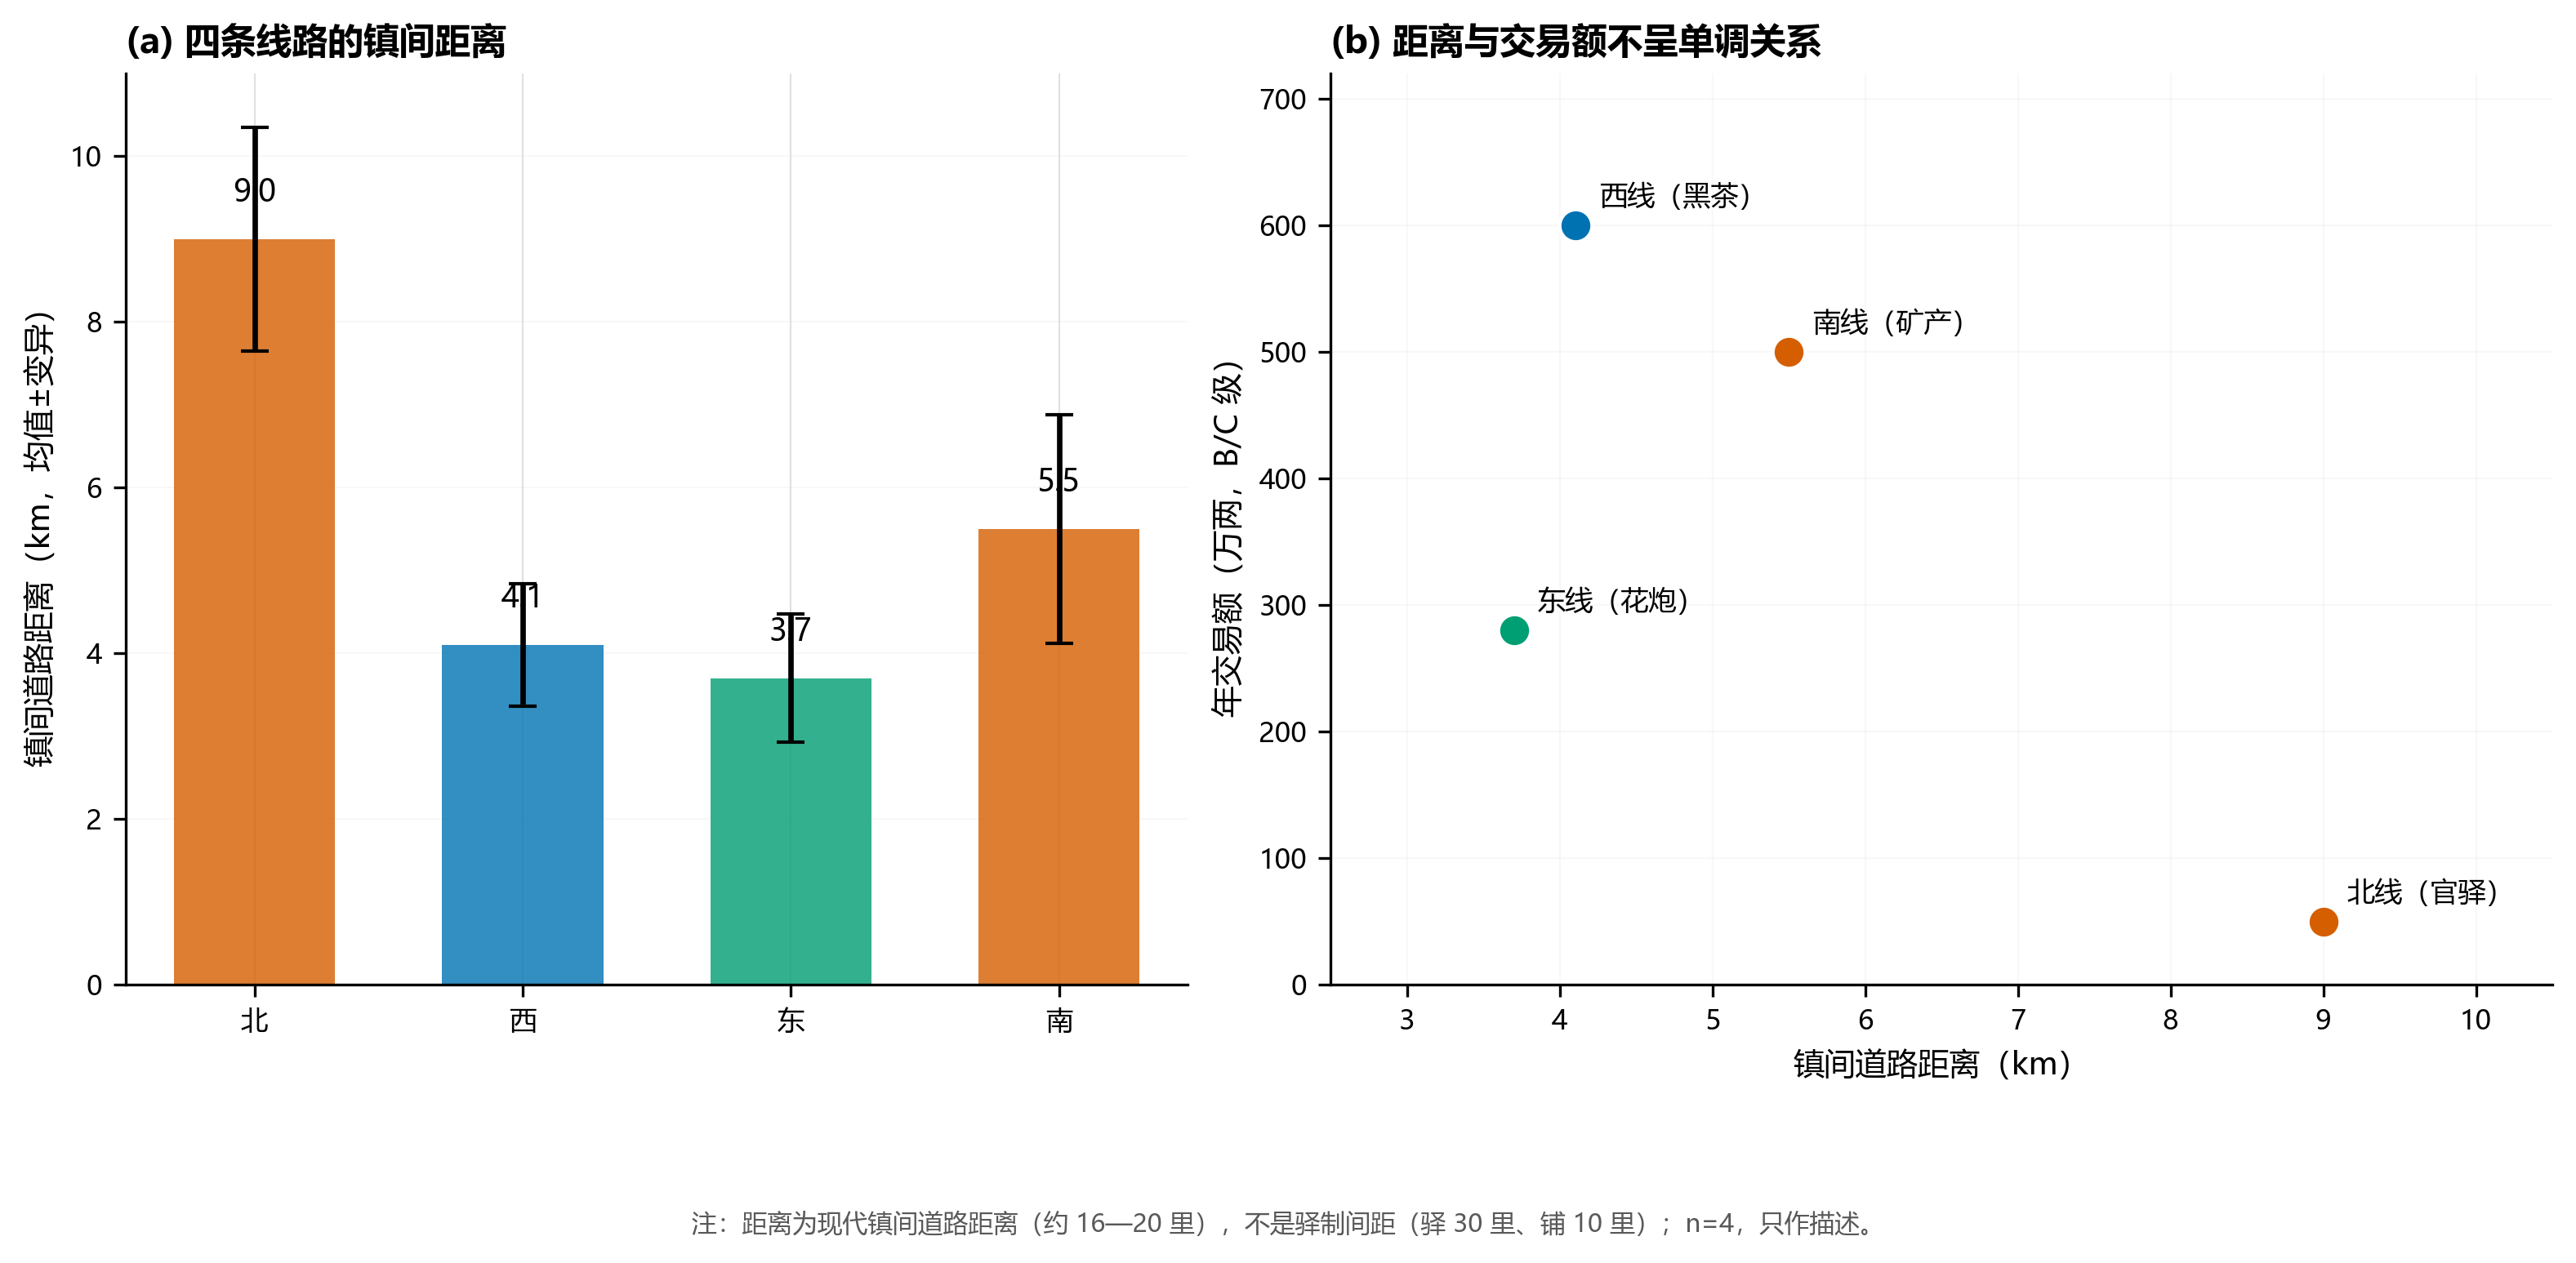 (a) 四条线路的镇间距离
镇间道路距离（km，均值±变异）
10
8
6
4
2
0
9.0
4.1
3.7
5.5
北
西
东
南
(b) 距离与交易额不呈单调关系
年交易额（万两，B/C 级）
700
600
500
400
300
200
100
0
西线（黑茶）
南线（矿产）
东线（花炮）
北线（官驿）
3
4
5
6
7
8
9
10
镇间道路距离（km）
注：距离为现代镇间道路距离（约 16—20 里），不是驿制间距（驿 30 里、铺 10 里）；n=4，只作描述。